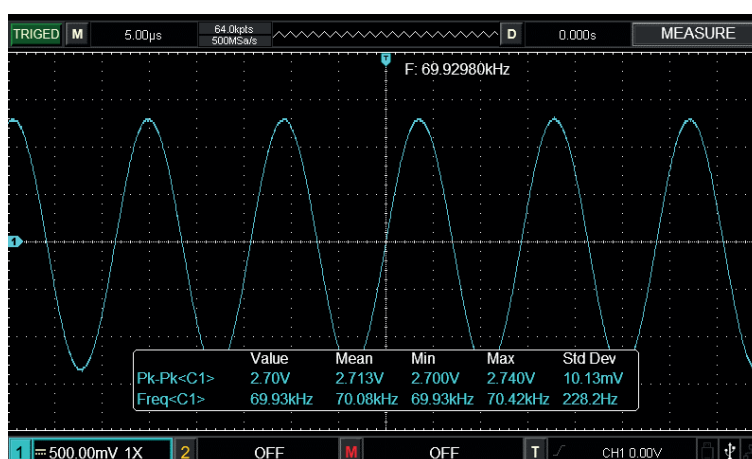 TRIGED M 5.00μs 64.0kpts 500MSa/s D 0.000s MEASURE
T
F: 69.92980kHz
1
Value Mean Min Max Std Dev
Pk-Pk<C1> 2.70V 2.713V 2.700V 2.740V 10.13mV
Freq<C1> 69.93kHz 70.08kHz 69.93kHz 70.42kHz 228.2Hz
1 500.00mV 1X 2 OFF M OFF T CH1 0.00V